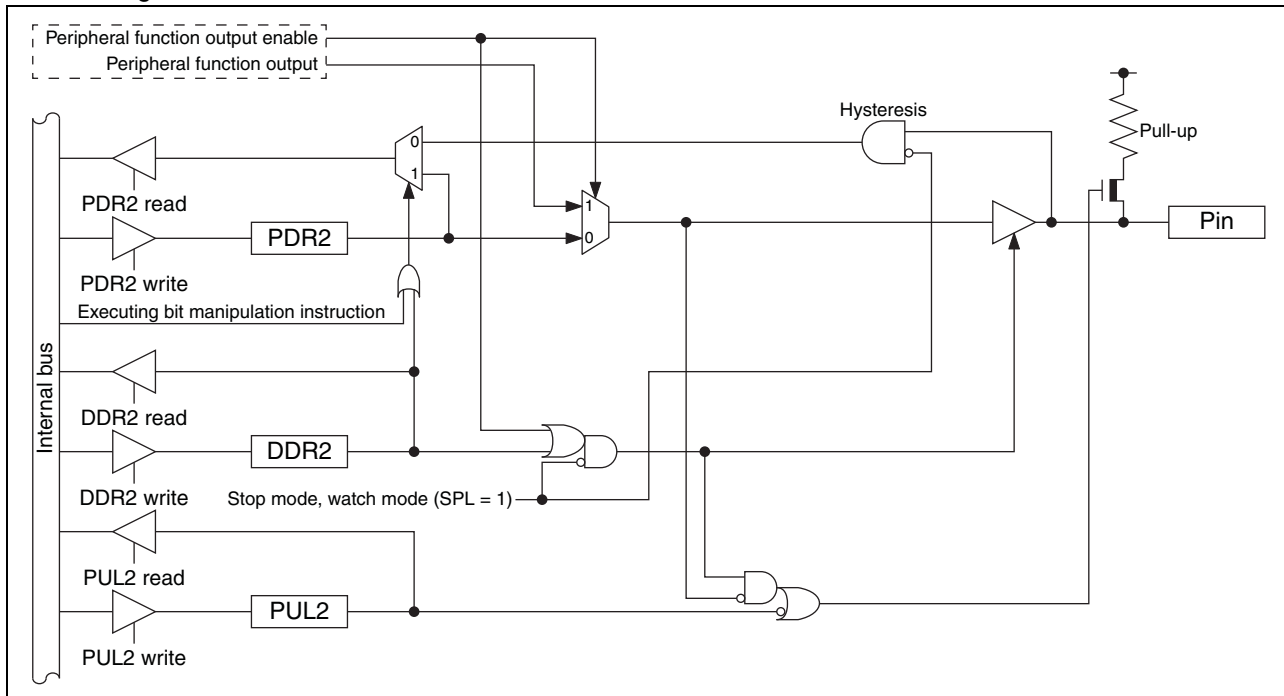 Peripheral function output enable
Peripheral function output
Hysteresis
Pull-up
0
1
PDR2 read
1
PDR2
0
Pin
PDR2 write
Executing bit manipulation instruction
Internal bus
DDR2 read
DDR2
DDR2 write
Stop mode, watch mode (SPL = 1)
PUL2 read
PUL2
PUL2 write